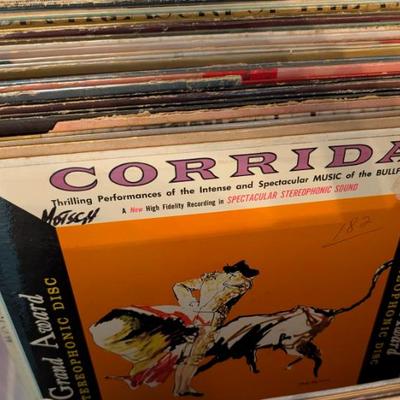 CORRIDA
Thrilling Performances of the Intense and Spectacular MUSIC of the BULLF
A New High Fidelity Recording in SPECTACULAR STEREOPHONIC SOUND
MOTSCH
182
Grand Award
STEREOPHONIC DISC